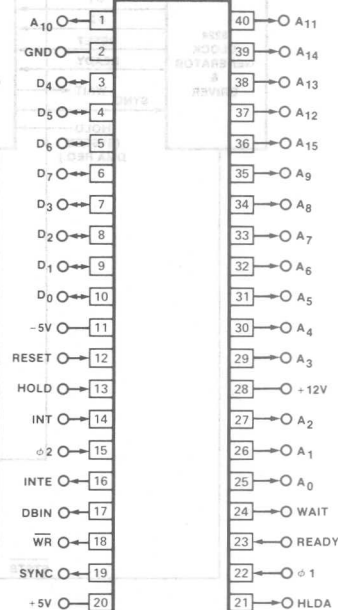 A10 1 40 A11
GND 2 39 A14
D4 3 38 A13
D5 4 37 A12
D6 5 36 A15
D7 6 35 A9
D3 7 34 A8
D2 8 33 A7
D1 9 32 A6
D0 10 31 A5
-5V 11 30 A4
RESET 12 29 A3
HOLD 13 28 +12V
INT 14 27 A2
ϕ2 15 26 A1
INTE 16 25 A0
DBIN 17 24 WAIT
W̅R̅ 18 23 READY
SYNC 19 22 ϕ1
+5V 20 21 HLDA